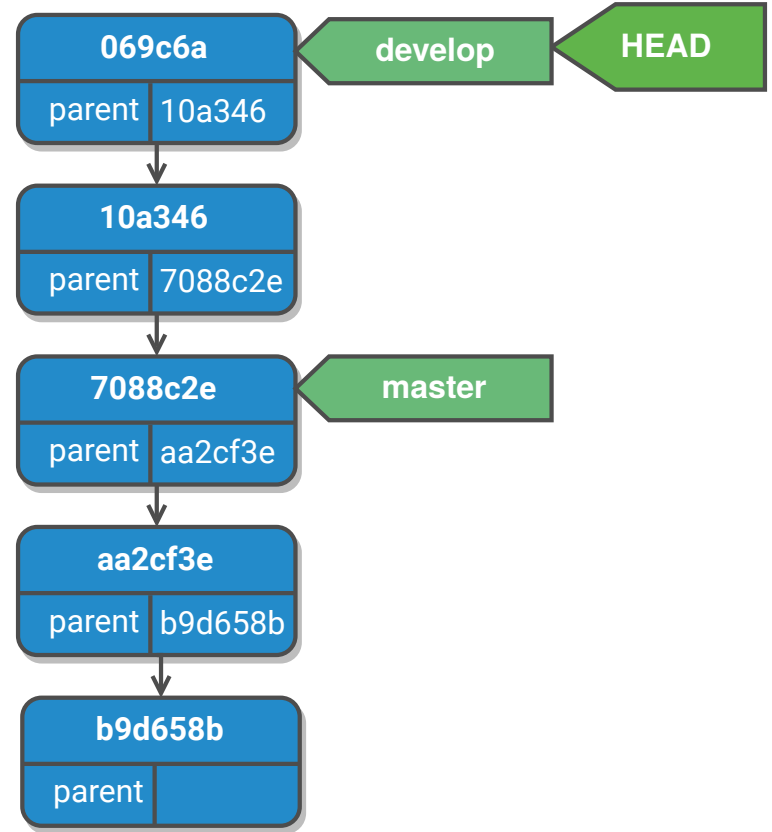 069c6a
develop
HEAD
parent 10a346
10a346
parent 7088c2e
7088c2e
master
parent aa2cf3e
aa2cf3e
parent b9d658b
b9d658b
parent